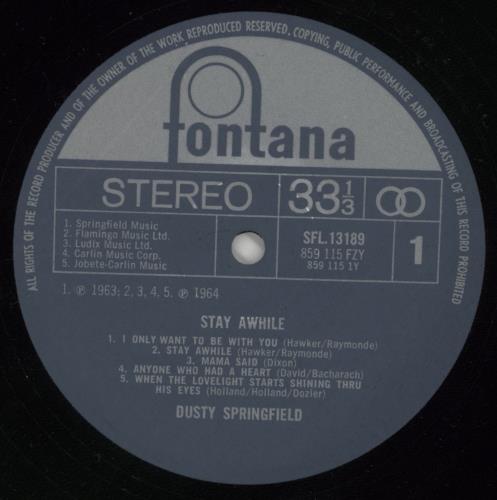 ALL RIGHTS OF THE RECORD PRODUCER AND OF THE OWNER OF THE WORK REPRODUCED RESERVED. COPYING, PUBLIC PERFORMANCE AND BROADCASTING OF THIS RECORD PROHIBITED
fontana
STEREO
33 1/3
1. Springfield Music
2. Flamingo Music Ltd.
3. Ludix Music Ltd.
4. Carlin Music Corp.
5. Jobete-Carlin Music
SFL.13189
859 115 FZY
859 115 1Y
1
1. ℗ 1963; 2, 3, 4, 5. ℗ 1964
STAY AWHILE
1. I ONLY WANT TO BE WITH YOU (Hawker/Raymonde)
2. STAY AWHILE (Hawker/Raymonde)
3. MAMA SAID (Dixon)
4. ANYONE WHO HAD A HEART (David/Bacharach)
5. WHEN THE LOVELIGHT STARTS SHINING THRU
HIS EYES (Holland/Holland/Dozier)
DUSTY SPRINGFIELD